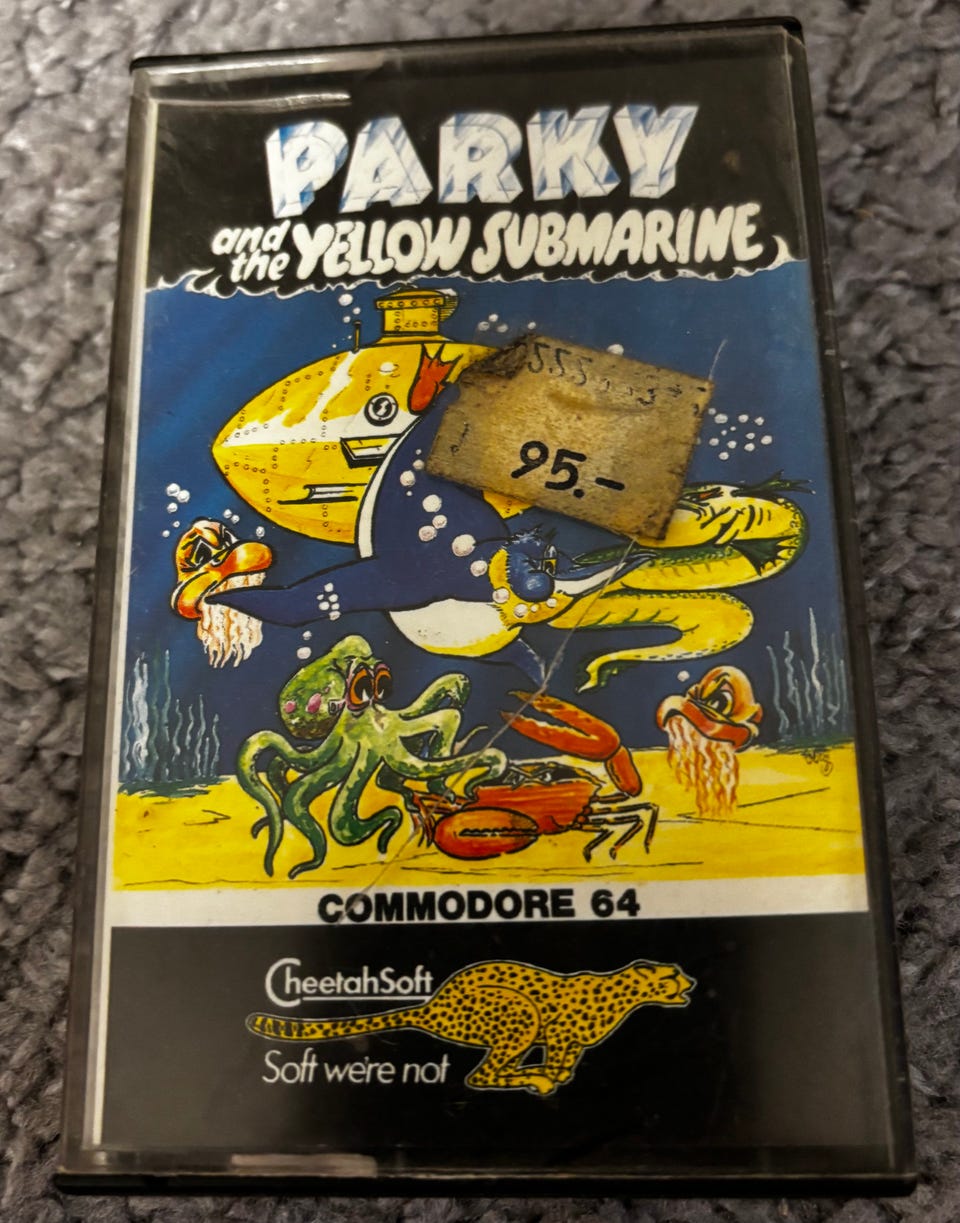 PARKY
and the YELLOW SUBMARINE
95.-
COMMODORE 64
CheetahSoft
Soft we're not